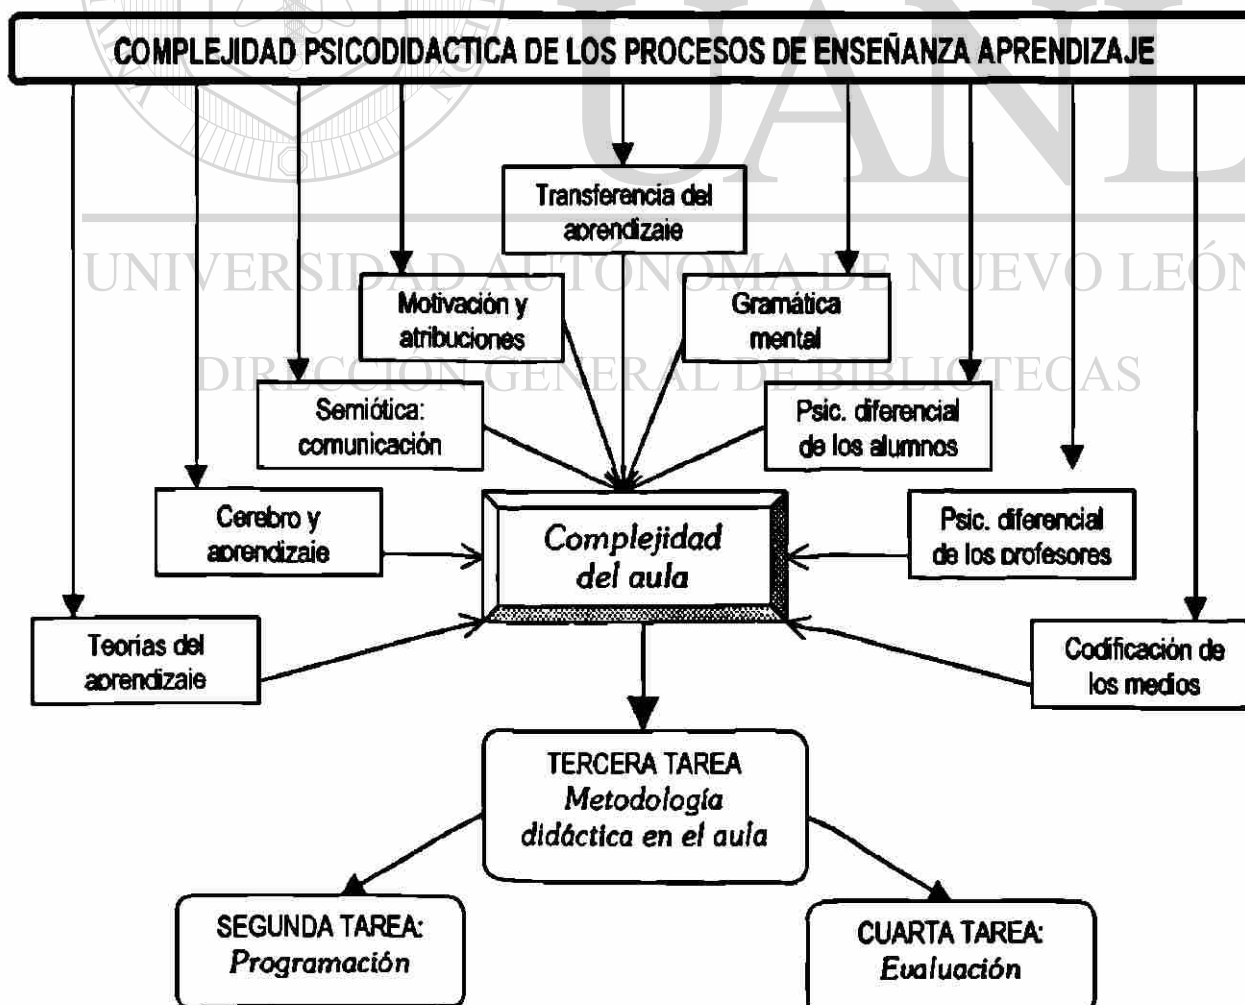 COMPLEJIDAD PSICODIDACTICA DE LOS PROCESOS DE ENSEÑANZA APRENDIZAJE
UANL
Transferencia del
aprendizaje
UNIVERSIDAD AUTÓNOMA DE NUEVO LEÓN
Motivación y
atribuciones
Gramática
mental
DIRECCIÓN GENERAL DE BIBLIOTECAS
Semiótica:
comunicación
Psic. diferencial
de los alumnos
Cerebro y
aprendizaje
Complejidad
del aula
Psic. diferencial
de los profesores
Teorías del
aprendizaje
Codificación de
los medios
TERCERA TAREA
Metodología
didáctica en el aula
SEGUNDA TAREA:
Programación
CUARTA TAREA:
Evaluación